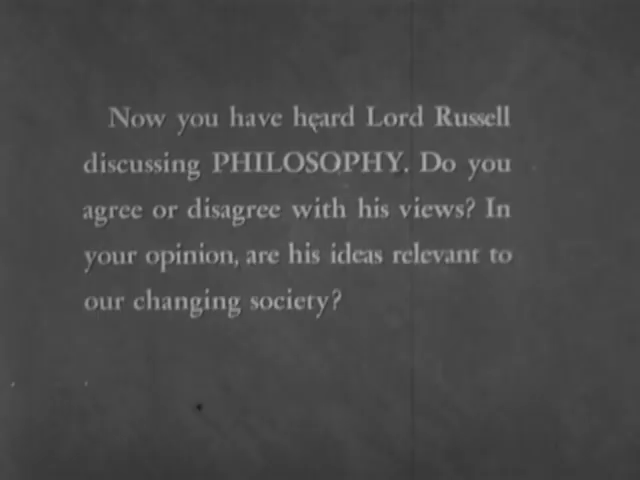 Now you have heard Lord Russell
discussing PHILOSOPHY. Do you
agree or disagree with his views? In
your opinion, are his ideas relevant to
our changing society?